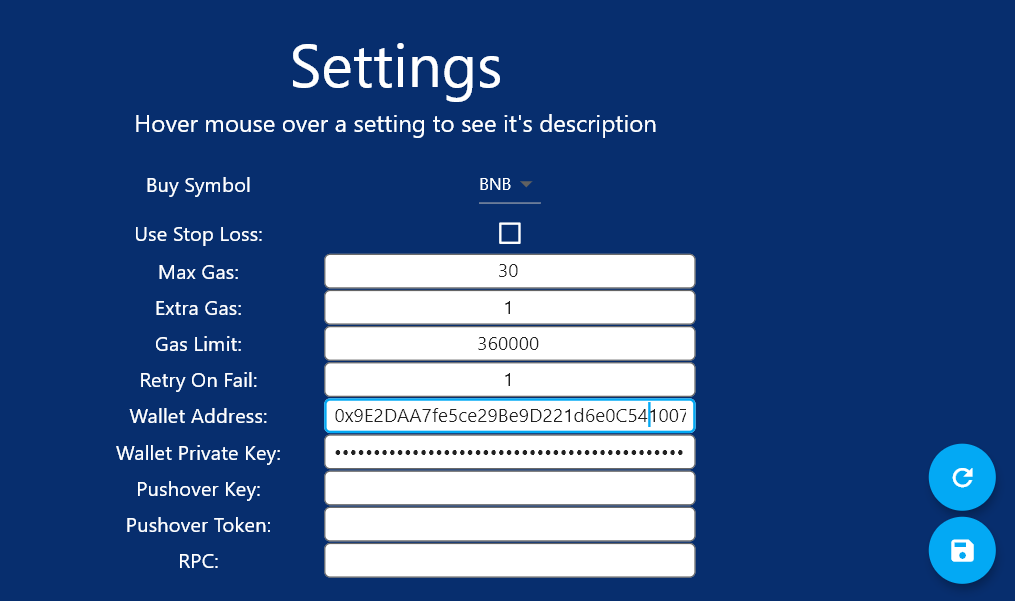 Settings
Hover mouse over a setting to see it's description
Buy Symbol BNB
Use Stop Loss:
Max Gas: 30
Extra Gas: 1
Gas Limit: 360000
Retry On Fail: 1
Wallet Address: 0x9E2DAA7fe5ce29Be9D221d6e0C541007
Wallet Private Key: ••••••••••••••••••••••••••••••••••••••••••••
Pushover Key:
Pushover Token:
RPC: